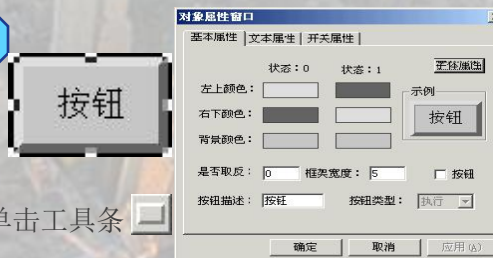 按钮
单击工具条
对象属性窗口
基本属性 文本属性 开关属性
状态：0 状态：1 字体属性
左上颜色： 示例
右下颜色： 按钮
背景颜色：
是否取反： 0 框架宽度： 5 按钮
按钮描述： 按钮 按钮类型： 执行
确定 取消 应用(A)